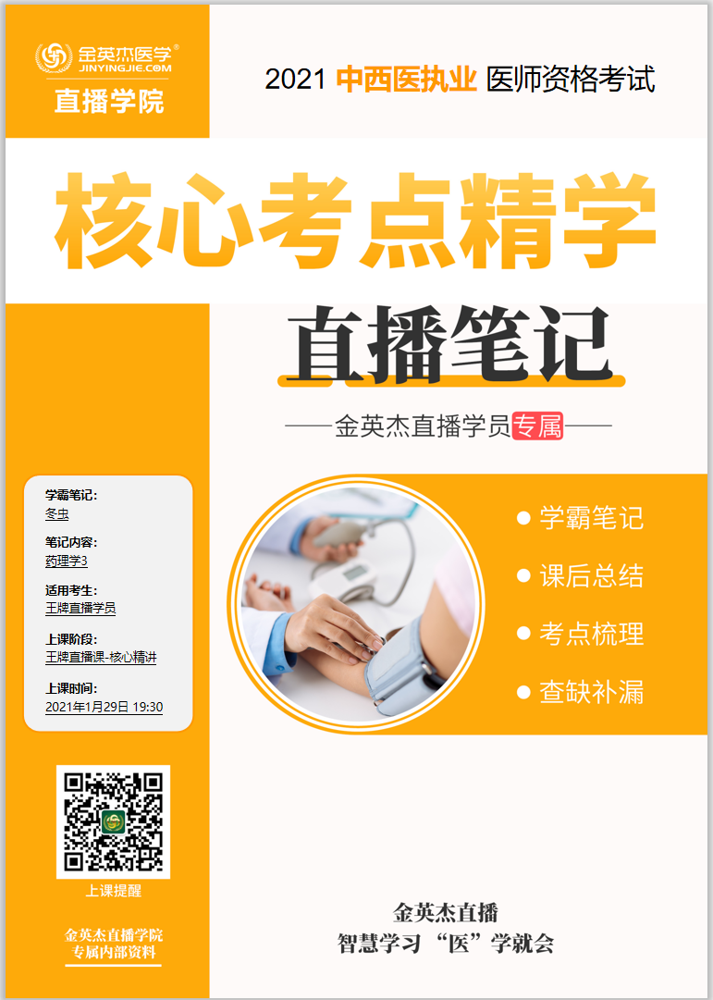 金英杰医学®
JINYINGJIE.COM
直播学院
2021 中西医执业 医师资格考试
核心考点精学
直播笔记
金英杰直播学员专属
学霸笔记：
冬虫
笔记内容：
药理学3
适用考生：
王牌直播学员
上课阶段：
王牌直播课-核心精讲
上课时间：
2021年1月29日 19:30
学霸笔记
课后总结
考点梳理
查缺补漏
上课提醒
金英杰直播学院
专属内部资料
金英杰直播
智慧学习 “医”学就会